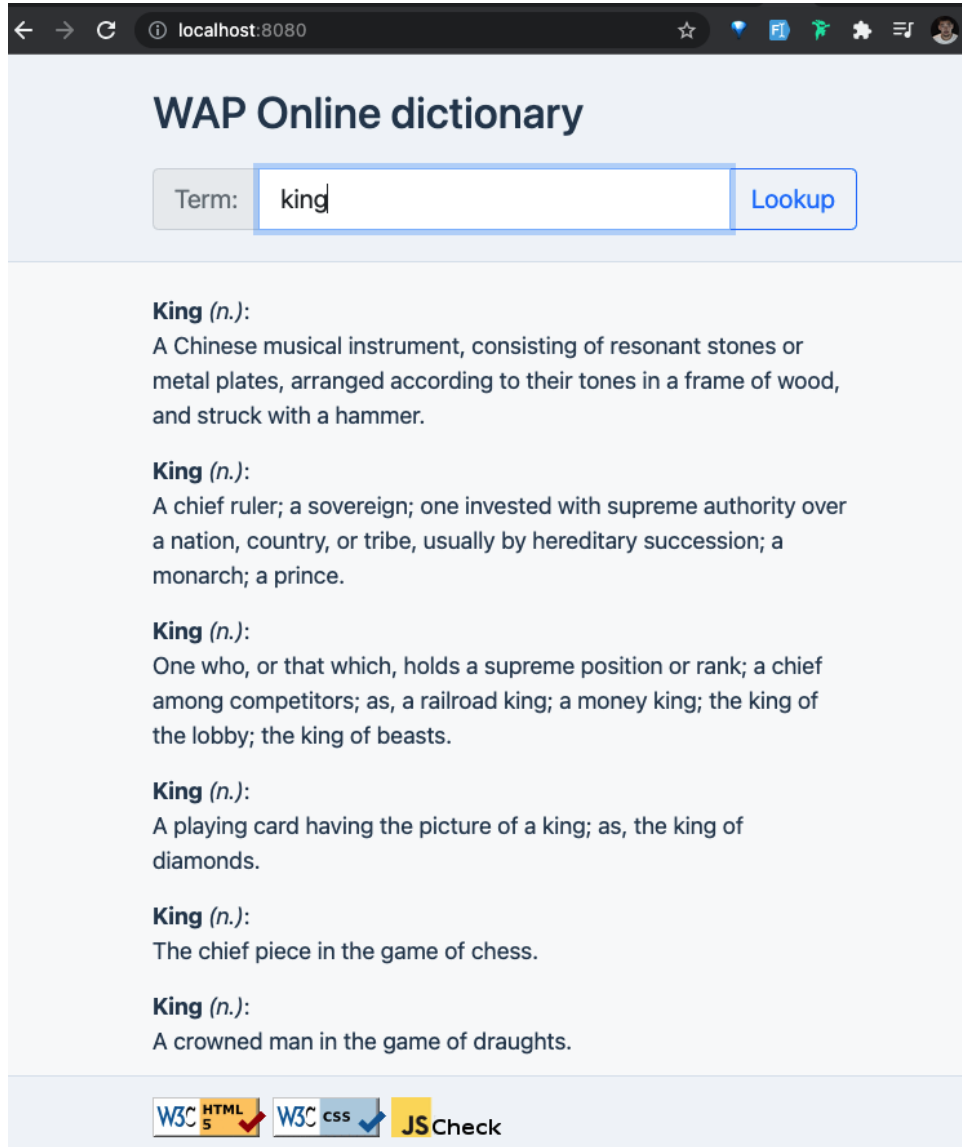 localhost:8080
WAP Online dictionary
Term: king Lookup
King (n.):
A Chinese musical instrument, consisting of resonant stones or
metal plates, arranged according to their tones in a frame of wood,
and struck with a hammer.
King (n.):
A chief ruler; a sovereign; one invested with supreme authority over
a nation, country, or tribe, usually by hereditary succession; a
monarch; a prince.
King (n.):
One who, or that which, holds a supreme position or rank; a chief
among competitors; as, a railroad king; a money king; the king of
the lobby; the king of beasts.
King (n.):
A playing card having the picture of a king; as, the king of
diamonds.
King (n.):
The chief piece in the game of chess.
King (n.):
A crowned man in the game of draughts.
W3C HTML 5 W3C css JS Check